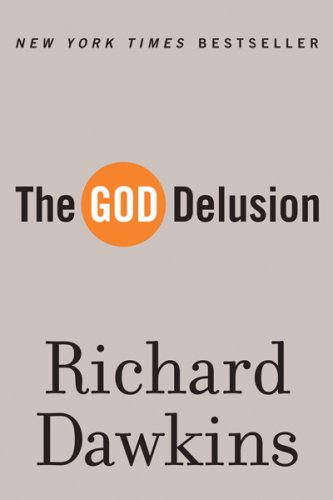 NEW YORK TIMES BESTSELLER
The GOD Delusion
Richard
Dawkins